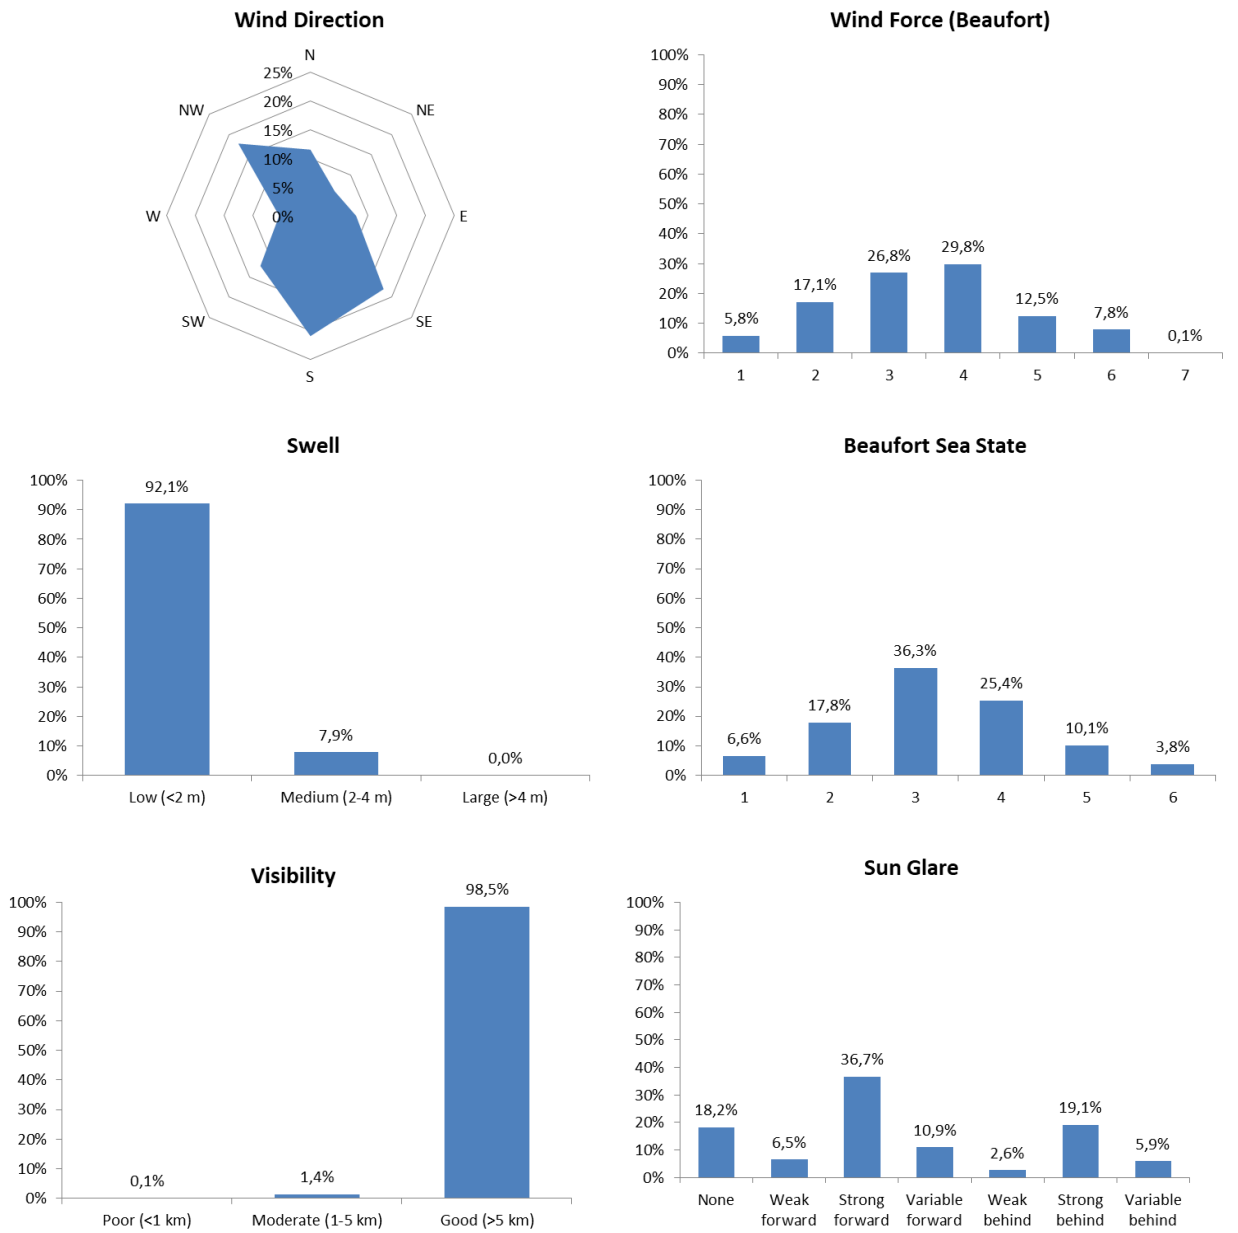 Wind Direction
N
25%
20%
15%
10%
5%
0%
NW
NE
W
E
SW
SE
S
Wind Force (Beaufort)
100%
90%
80%
70%
60%
50%
40%
30%
20%
10%
0%
5,8%
17,1%
26,8%
29,8%
12,5%
7,8%
0,1%
1 2 3 4 5 6 7
Swell
100%
90%
80%
70%
60%
50%
40%
30%
20%
10%
0%
92,1%
7,9%
0,0%
Low (<2 m) Medium (2-4 m) Large (>4 m)
Beaufort Sea State
100%
90%
80%
70%
60%
50%
40%
30%
20%
10%
0%
6,6%
17,8%
36,3%
25,4%
10,1%
3,8%
1 2 3 4 5 6
Visibility
100%
90%
80%
70%
60%
50%
40%
30%
20%
10%
0%
0,1%
1,4%
98,5%
Poor (<1 km) Moderate (1-5 km) Good (>5 km)
Sun Glare
100%
90%
80%
70%
60%
50%
40%
30%
20%
10%
0%
18,2%
6,5%
36,7%
10,9%
2,6%
19,1%
5,9%
None
Weak
forward
Strong
forward
Variable
forward
Weak
behind
Strong
behind
Variable
behind